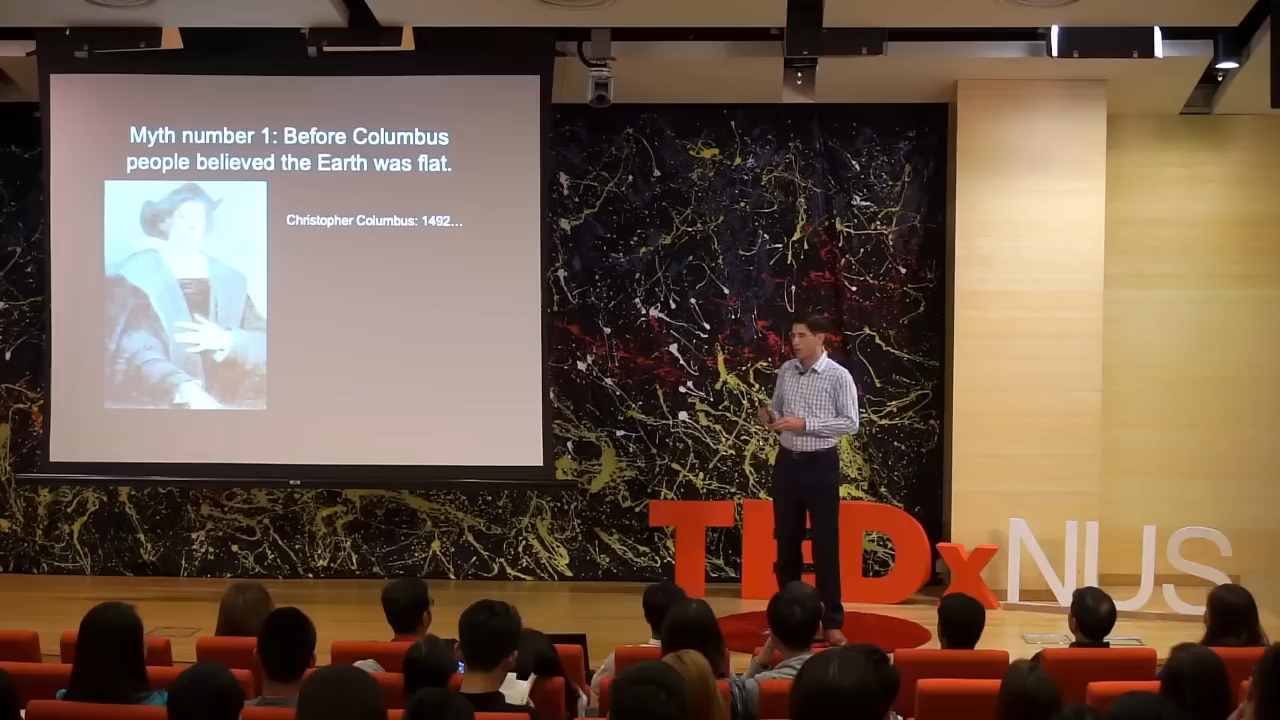 Myth number 1: Before Columbus
people believed the Earth was flat.
Christopher Columbus: 1492...
TEDxNUS